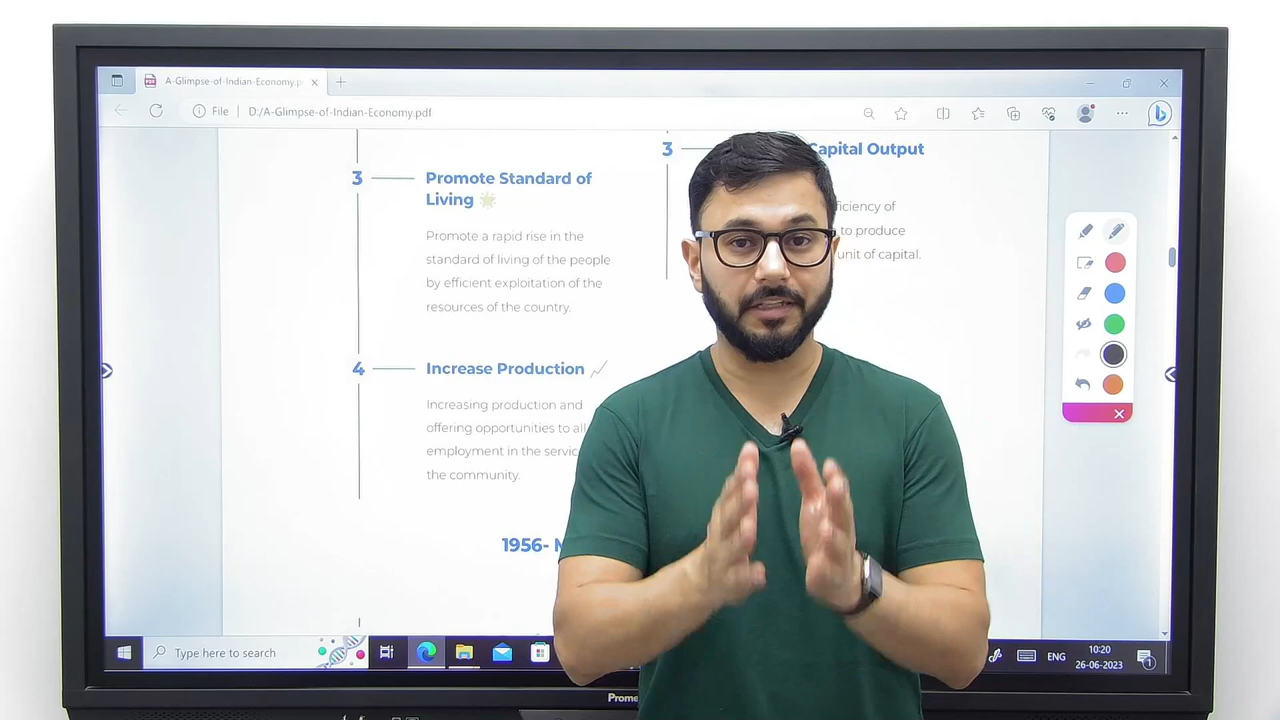 A-Glimpse-of-Indian-Economy.p
File
D:/A-Glimpse-of-Indian-Economy.pdf
3
Promote Standard of
Living
Promote a rapid rise in the
standard of living of the people
by efficient exploitation of the
resources of the country.
4
Increase Production
Increasing production and
offering opportunities to all
employment in the
the community.
3
Capital Output
of
to produce
unit of capital.
1956-
Type here to search
ENG
10:20
26-06-2023
1